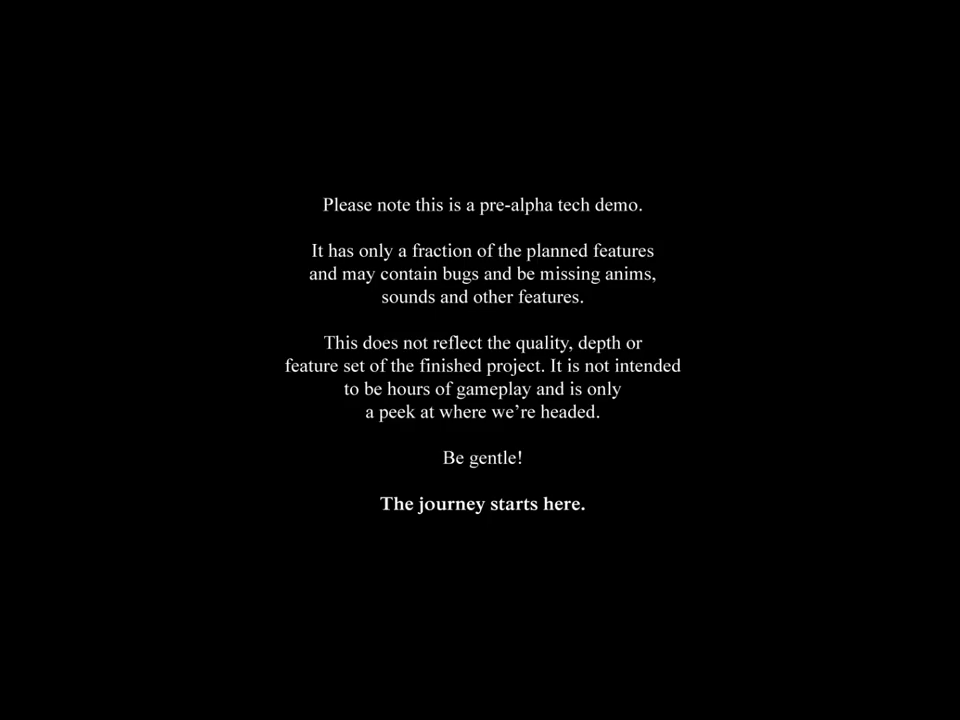 Please note this is a pre-alpha tech demo.
It has only a fraction of the planned features
and may contain bugs and be missing anims,
sounds and other features.
This does not reflect the quality, depth or
feature set of the finished project. It is not intended
to be hours of gameplay and is only
a peek at where we're headed.
Be gentle!
The journey starts here.